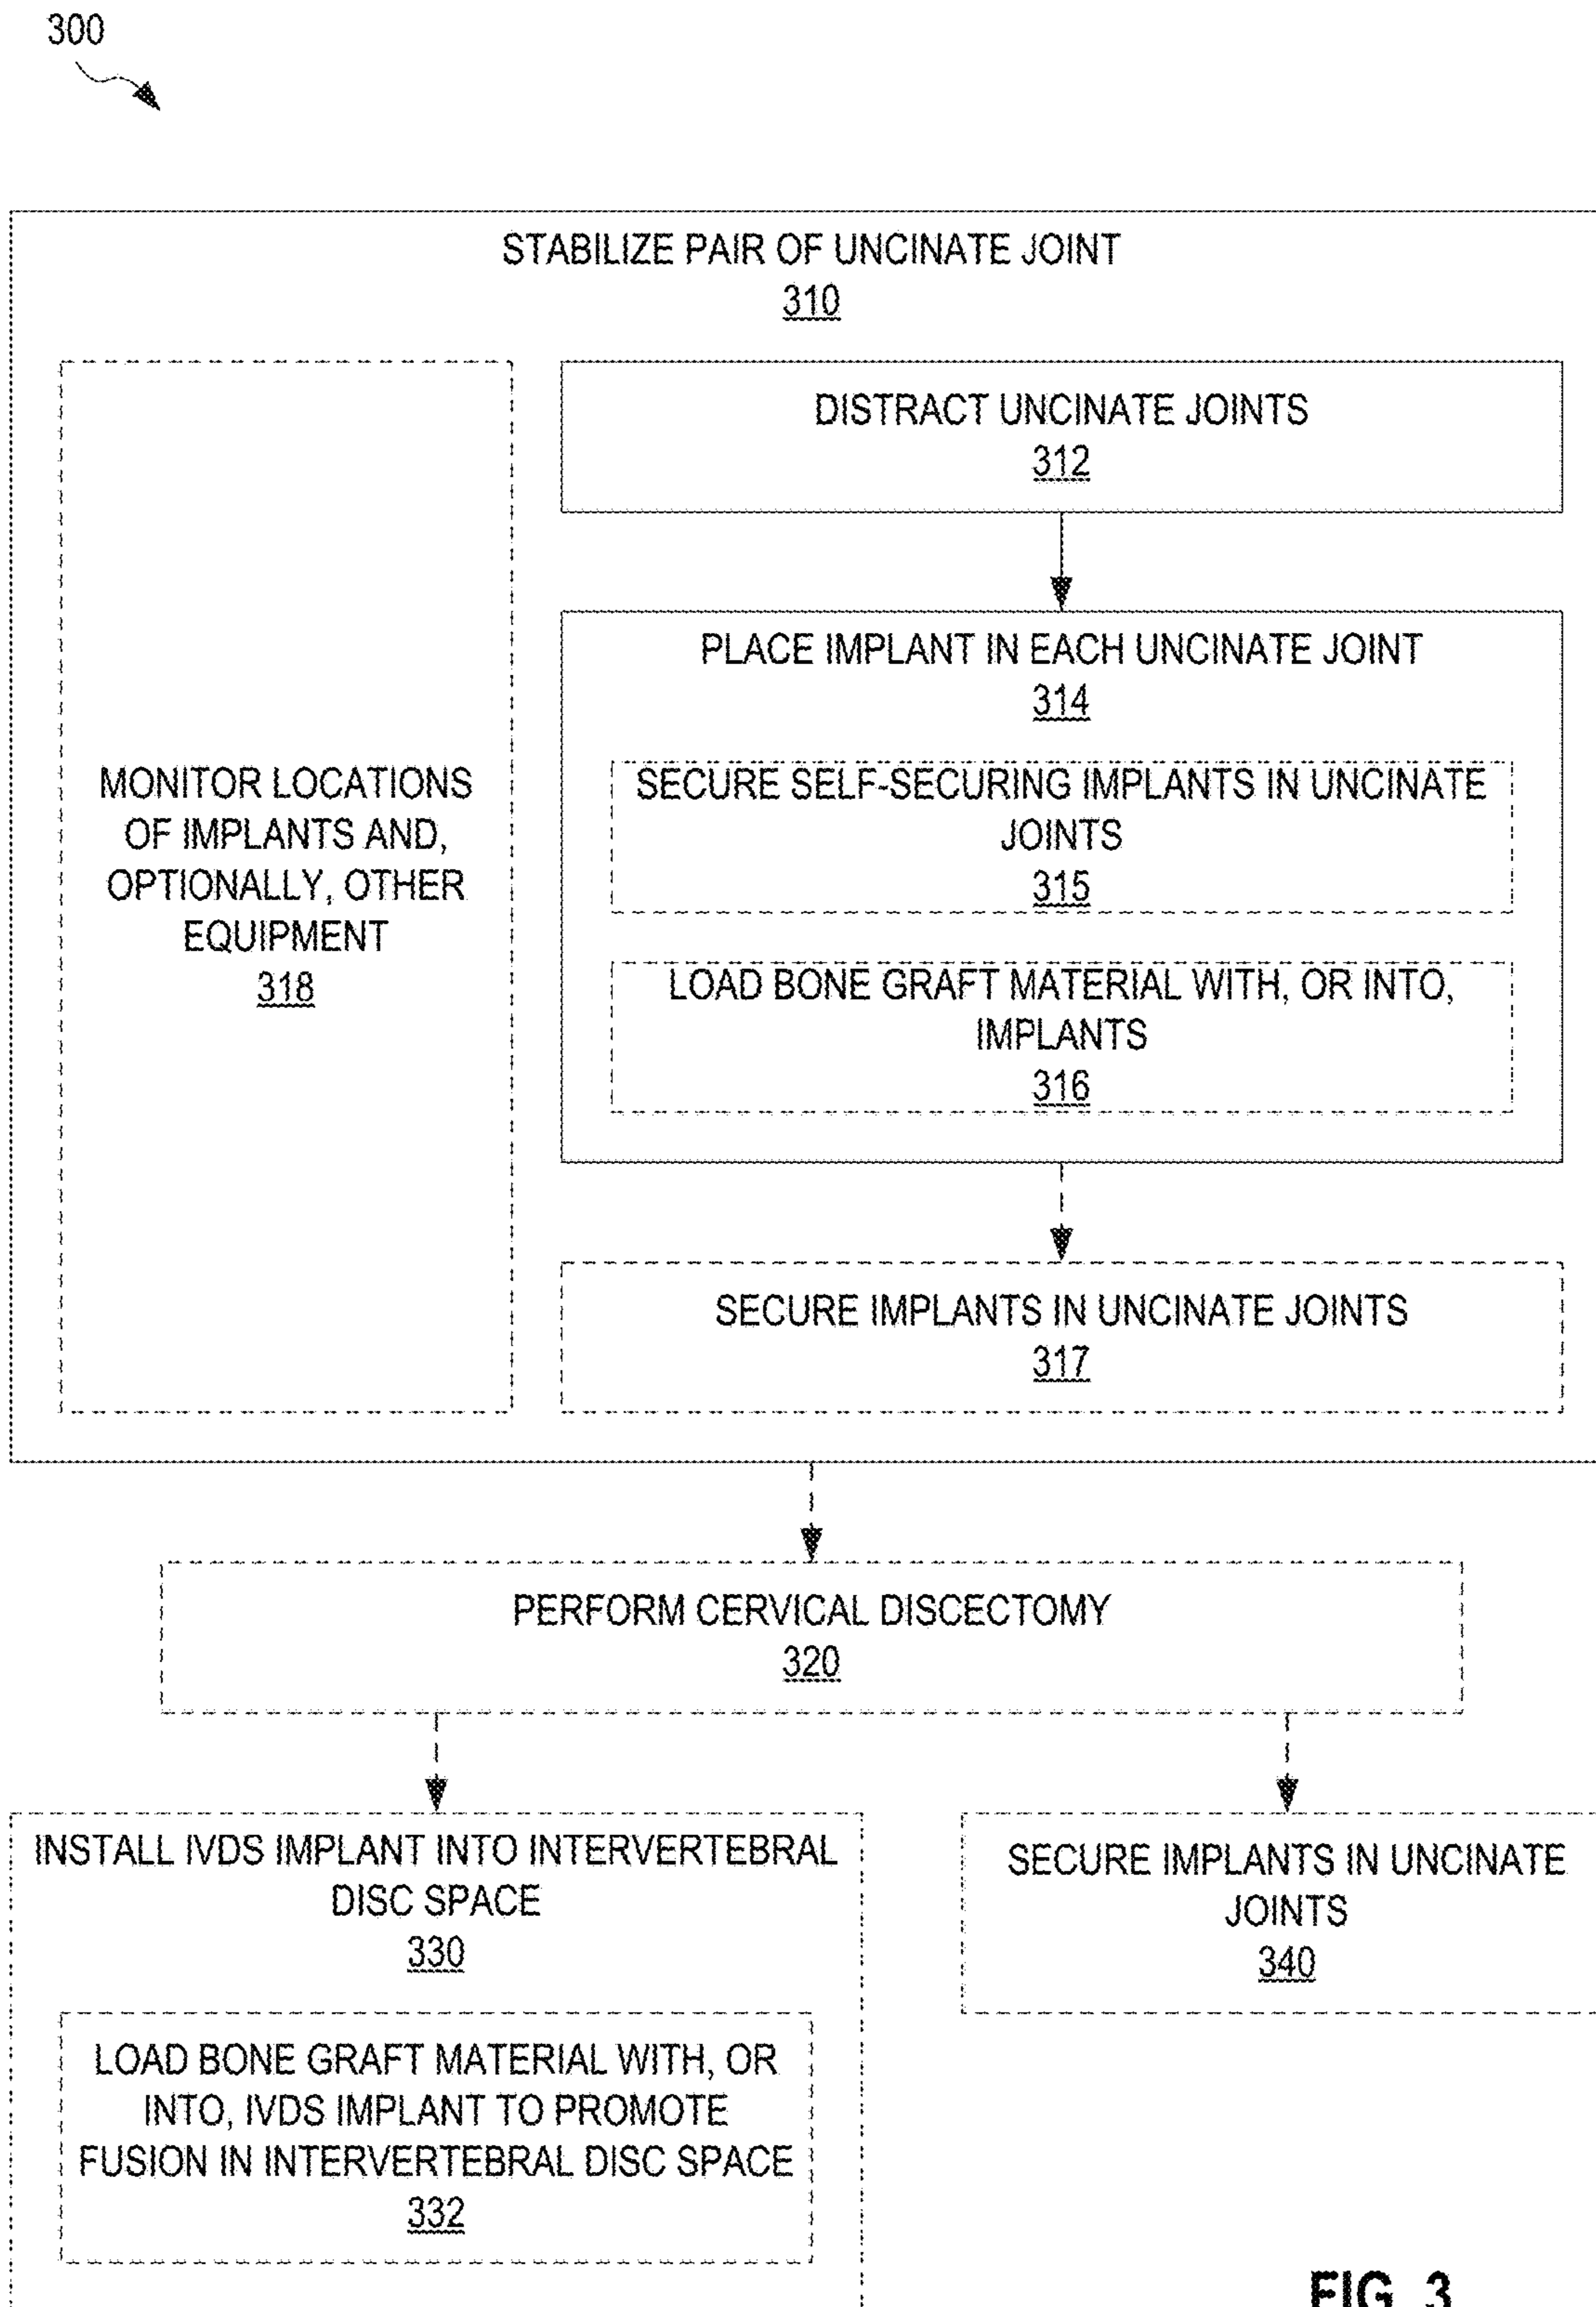 300
STABILIZE PAIR OF UNCINATE JOINT
310
DISTRACT UNCINATE JOINTS
312
PLACE IMPLANT IN EACH UNCINATE JOINT
314
SECURE SELF-SECURING IMPLANTS IN UNCINATE
JOINTS
315
LOAD BONE GRAFT MATERIAL WITH, OR INTO,
IMPLANTS
316
MONITOR LOCATIONS
OF IMPLANTS AND,
OPTIONALLY, OTHER
EQUIPMENT
318
SECURE IMPLANTS IN UNCINATE JOINTS
317
PERFORM CERVICAL DISCECTOMY
320
INSTALL IVDS IMPLANT INTO INTERVERTEBRAL
DISC SPACE
330
LOAD BONE GRAFT MATERIAL WITH, OR
INTO, IVDS IMPLANT TO PROMOTE
FUSION IN INTERVERTEBRAL DISC SPACE
332
SECURE IMPLANTS IN UNCINATE
JOINTS
340
FIG. 3